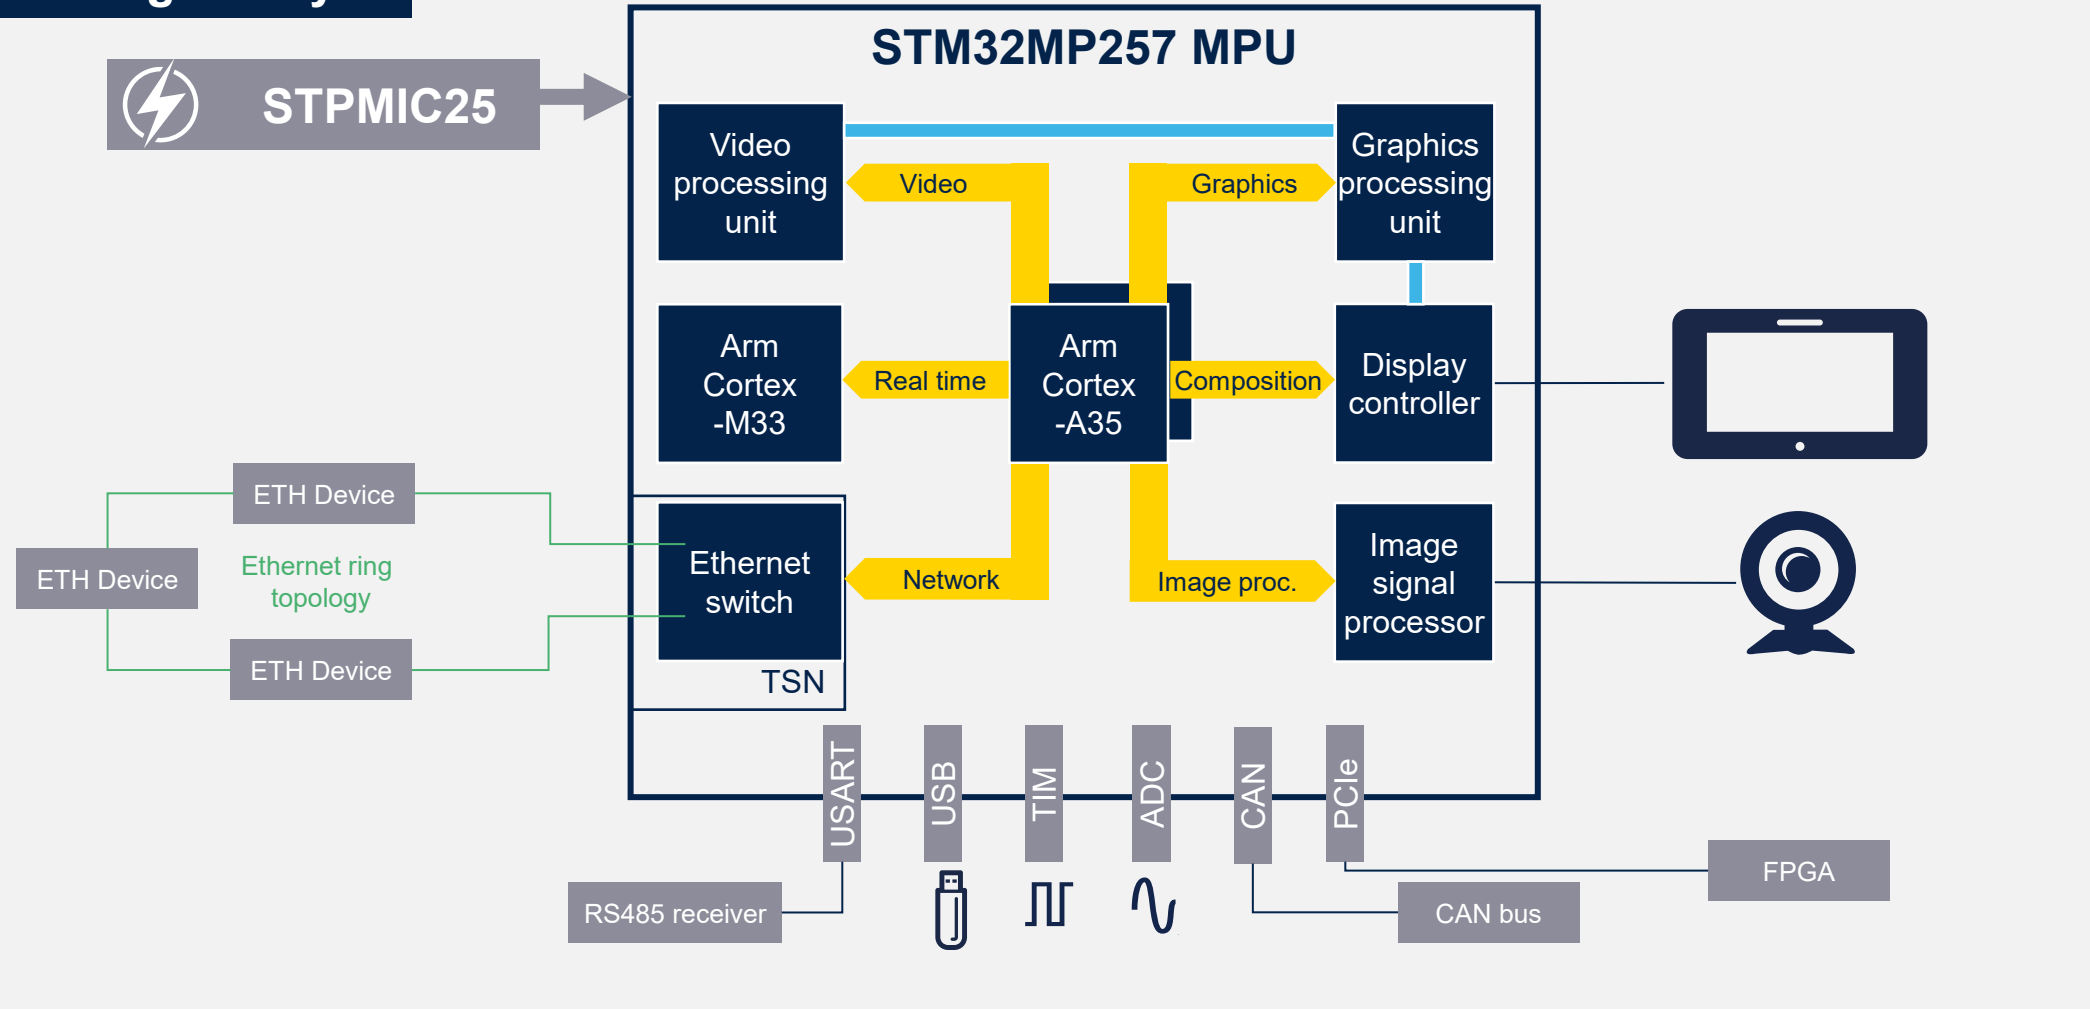 STM32MP257 MPU
STPMIC25
Video
processing
unit
Graphics
processing
unit
Video
Graphics
Arm
Cortex
-M33
Real time
Arm
Cortex
-A35
Composition
Display
controller
ETH Device
ETH Device
ETH Device
Ethernet ring
topology
Ethernet
switch
TSN
Network
Image proc.
Image
signal
processor
USART
USB
TIM
ADC
CAN
PCIe
RS485 receiver
CAN bus
FPGA